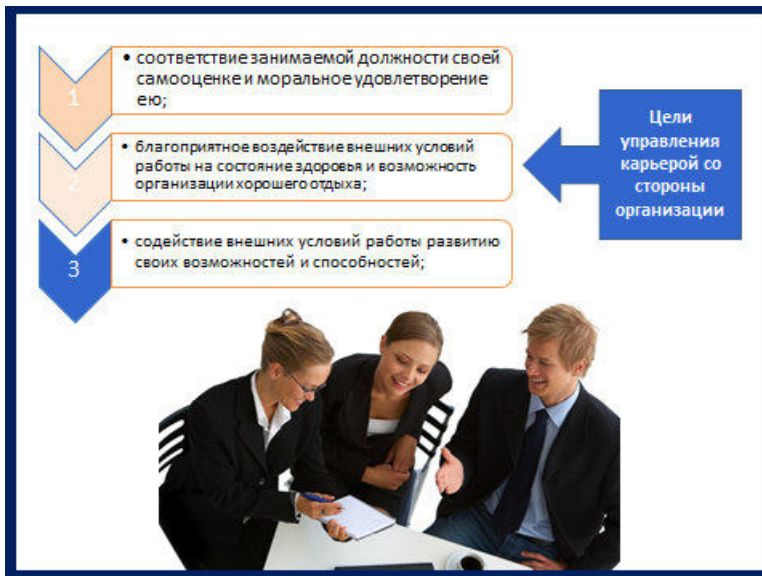 1
• соответствие занимаемой должности своей
самооценке и моральное удовлетворение
ею;
2
• благоприятное воздействие внешних условий
работы на состояние здоровья и возможность
организации хорошего отдыха;
3
• содействие внешних условий работы развитию
своих возможностей и способностей;
Цели
управления
карьерой со
стороны
организации